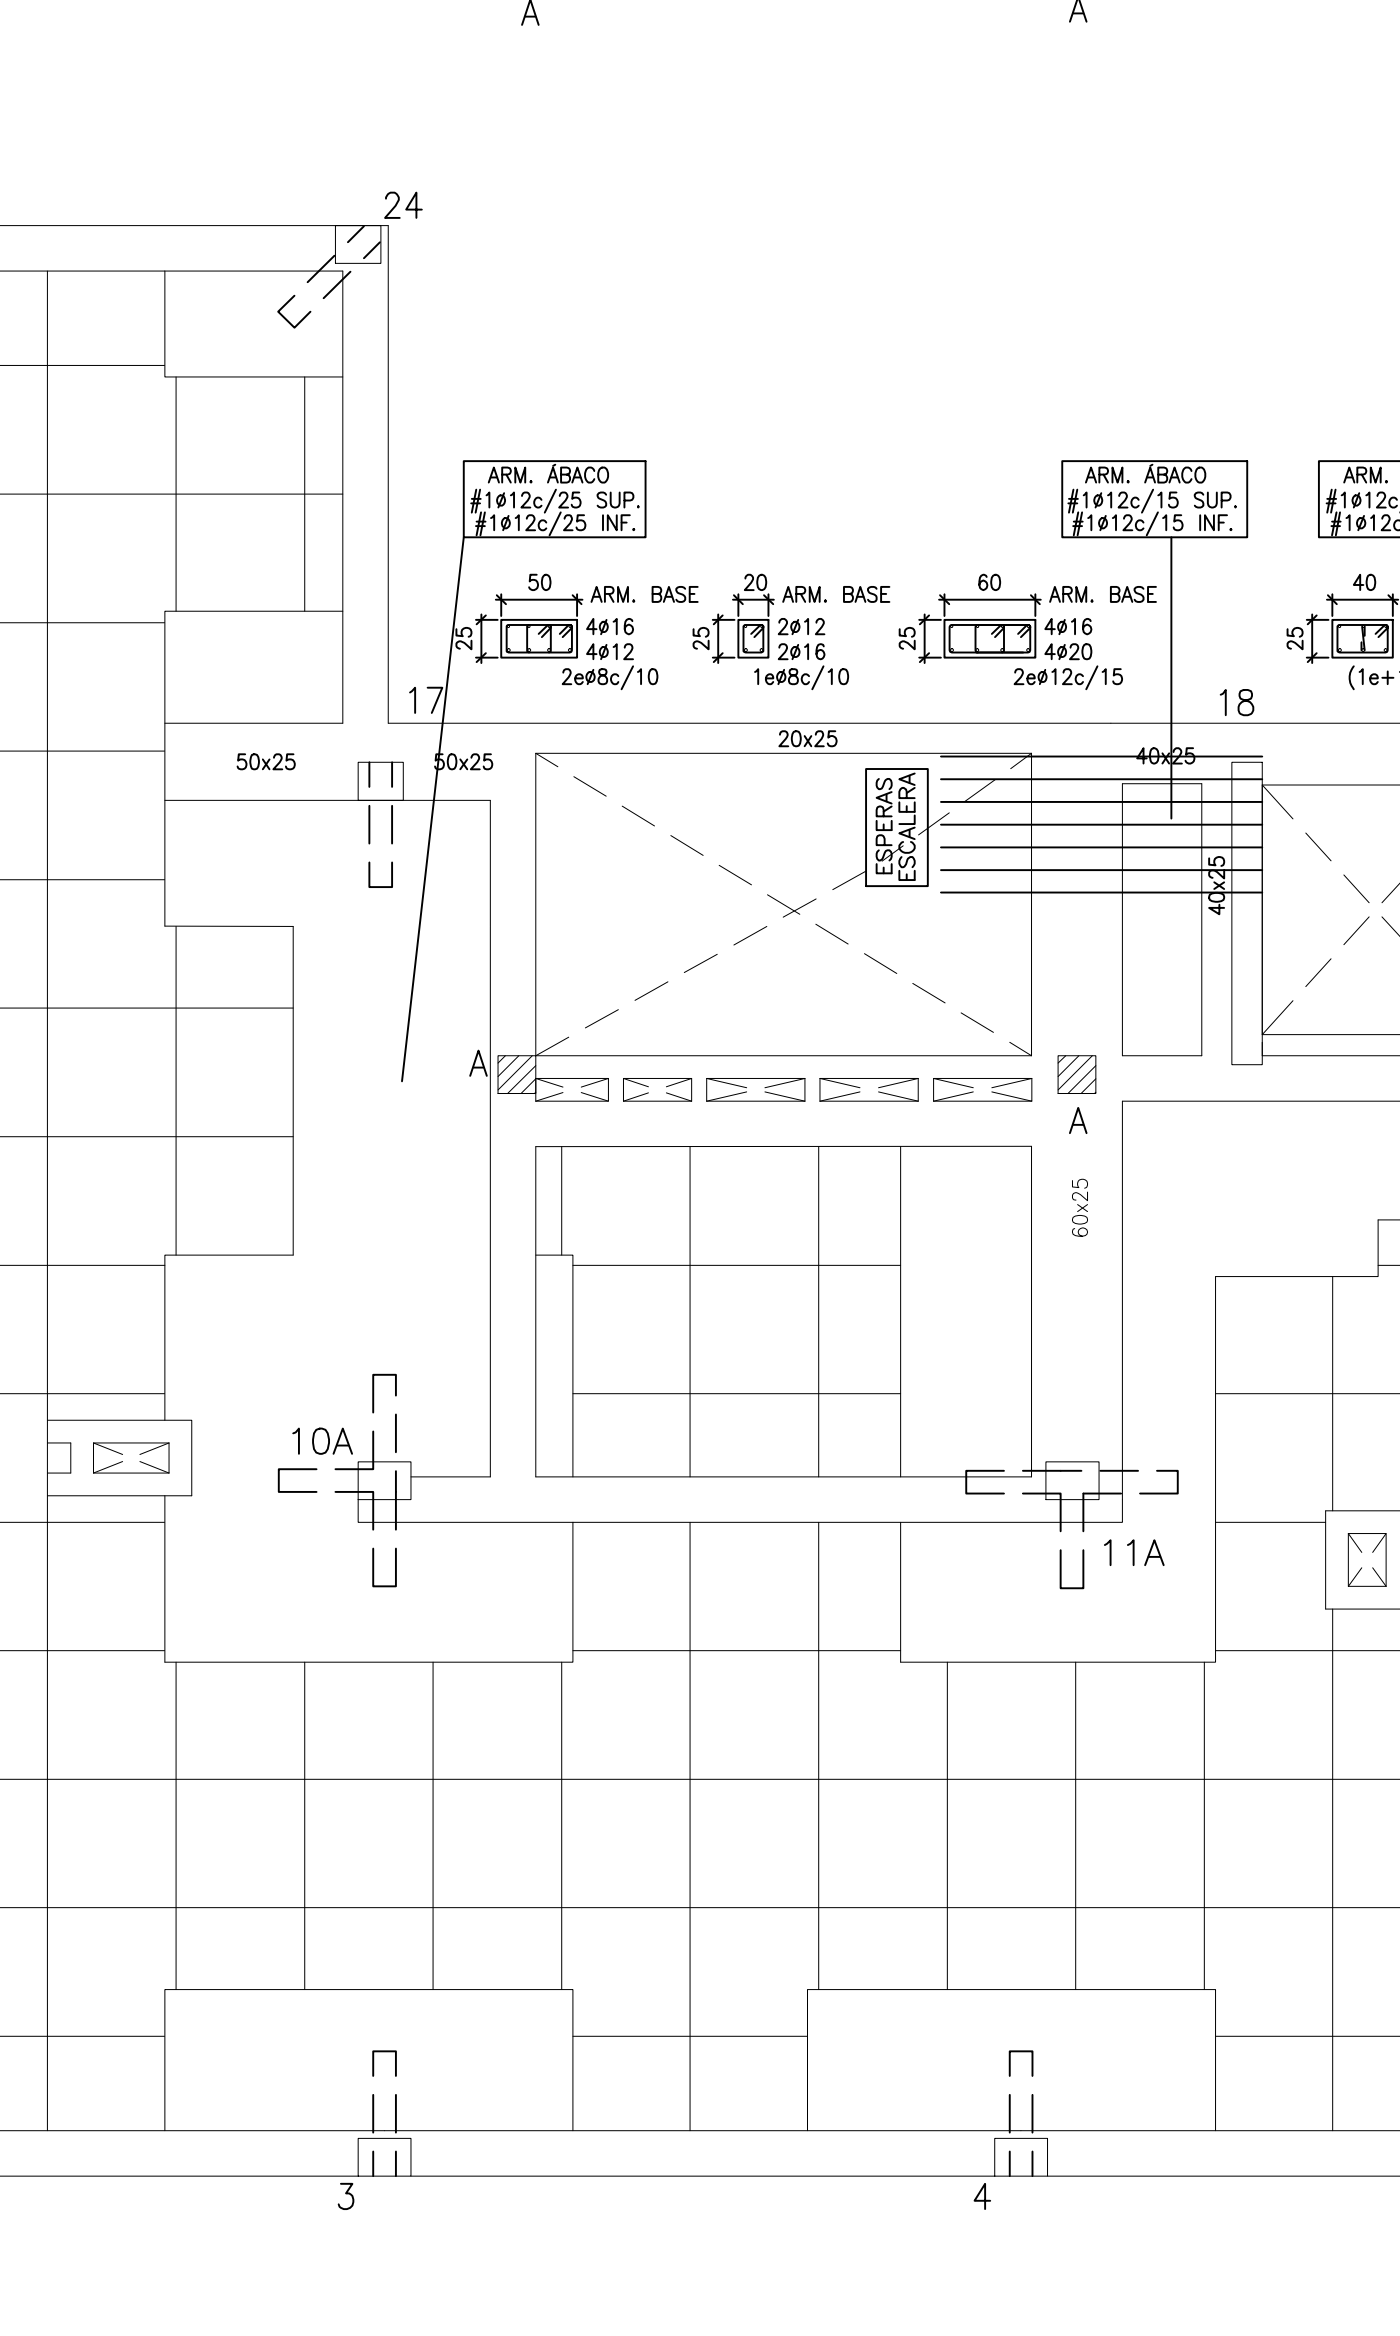 A
A
24
ARM. ÁBACO
#1ø12c/25 SUP.
#1ø12c/25 INF.
ARM. ÁBACO
#1ø12c/15 SUP.
#1ø12c/15 INF.
ARM.
#1ø12c
#1ø12c
50
ARM. BASE
25
4ø16
4ø12
2eø8c/10
20
ARM. BASE
25
2ø12
2ø16
1eø8c/10
60
ARM. BASE
25
4ø16
4ø20
2eø12c/15
40
25
(1e+
17
18
50x25
50x25
20x25
40x25
ESPERAS
ESCALERA
40x25
A
A
60x25
10A
11A
3
4